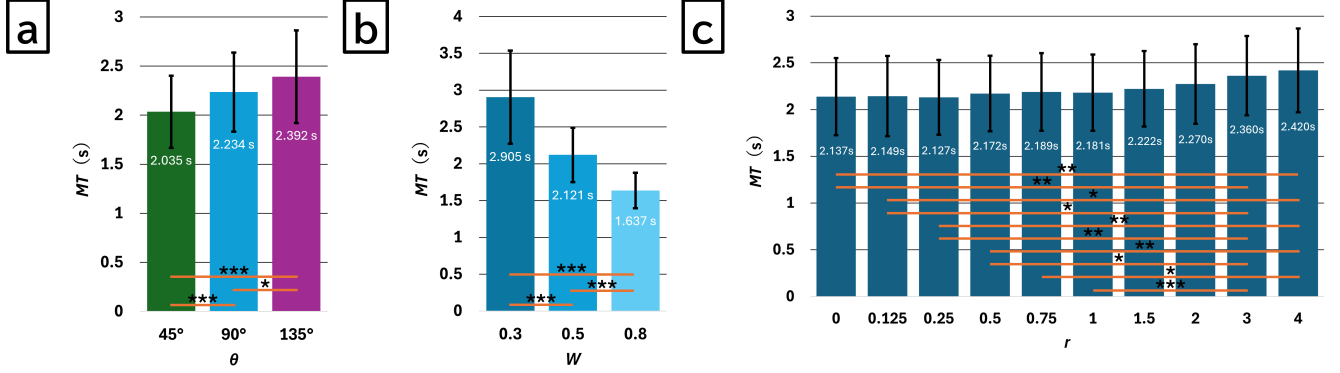 a
3
2.5
2
1.5
1
0.5
0
MT (s)
2.035 s
2.234 s
2.392 s
***
*
***
45° 90° 135°
θ
b
4
3.5
3
2.5
2
1.5
1
0.5
0
MT (s)
2.905 s
2.121 s
1.637 s
***
***
***
0.3 0.5 0.8
W
c
3
2.5
2
1.5
1
0.5
0
MT (s)
2.137s 2.149s 2.127s 2.172s 2.189s 2.181s 2.222s 2.270s 2.360s 2.420s
**
**
*
*
**
**
**
*
*
***
0 0.125 0.25 0.5 0.75 1 1.5 2 3 4
r